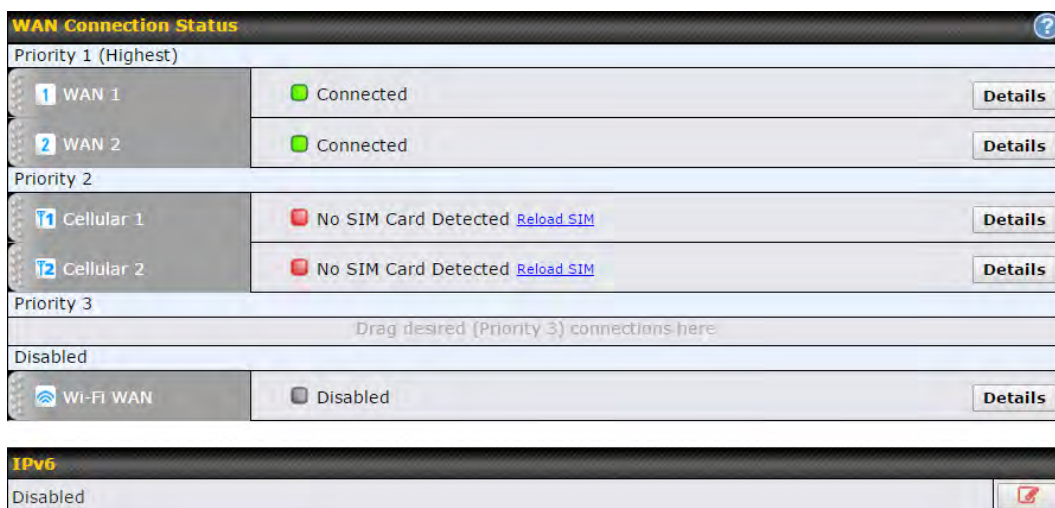 WAN Connection Status
?
Priority 1 (Highest)
1 WAN 1
Connected
Details
2 WAN 2
Connected
Details
Priority 2
1 Cellular 1
No SIM Card Detected Reload SIM
Details
2 Cellular 2
No SIM Card Detected Reload SIM
Details
Priority 3
Drag desired (Priority 3) connections here
Disabled
Wi-Fi WAN
Disabled
Details
IPv6
Disabled